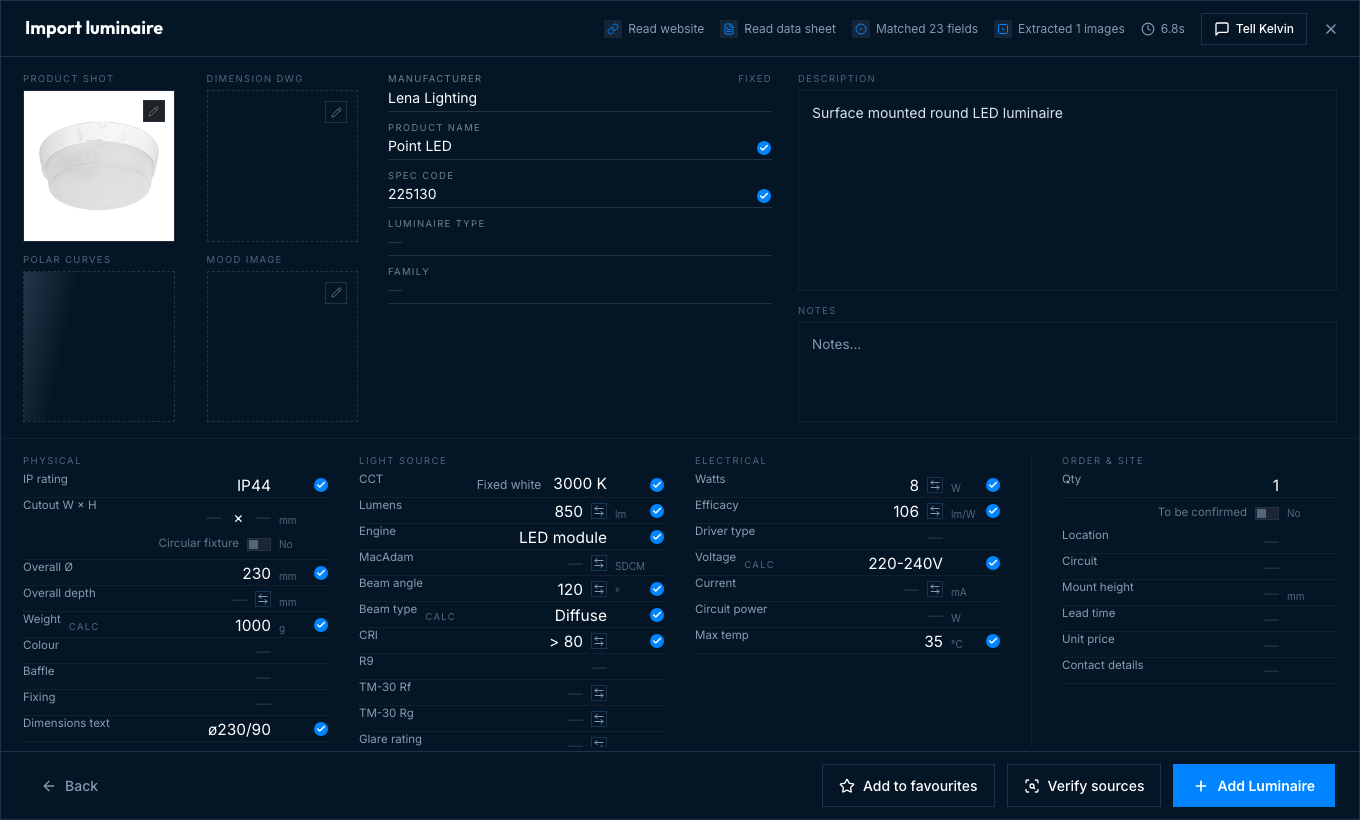 Import luminaire
Read website
Read data sheet
Matched 23 fields
Extracted 1 images
6.8s
Tell Kelvin
PRODUCT SHOT
DIMENSION DWG
POLAR CURVES
MOOD IMAGE
MANUFACTURER FIXED
Lena Lighting
PRODUCT NAME
Point LED
SPEC CODE
225130
LUMINAIRE TYPE
—
FAMILY
—
DESCRIPTION
Surface mounted round LED luminaire
NOTES
Notes...
PHYSICAL
IP rating IP44
Cutout W × H
— × — mm
Circular fixture No
Overall Ø 230 mm
Overall depth — mm
Weight CALC 1000 g
Colour —
Baffle —
Fixing —
Dimensions text ø230/90
LIGHT SOURCE
CCT Fixed white 3000 K
Lumens 850 lm
Engine LED module
MacAdam — SDCM
Beam angle 120 °
Beam type CALC Diffuse
CRI > 80
R9 —
TM-30 Rf —
TM-30 Rg —
Glare rating —
ELECTRICAL
Watts 8 W
Efficacy 106 lm/W
Driver type —
Voltage CALC 220-240V
Current — mA
Circuit power — W
Max temp 35 °C
ORDER & SITE
Qty 1
To be confirmed No
Location —
Circuit —
Mount height — mm
Lead time —
Unit price —
Contact details —
Back
Add to favourites
Verify sources
Add Luminaire